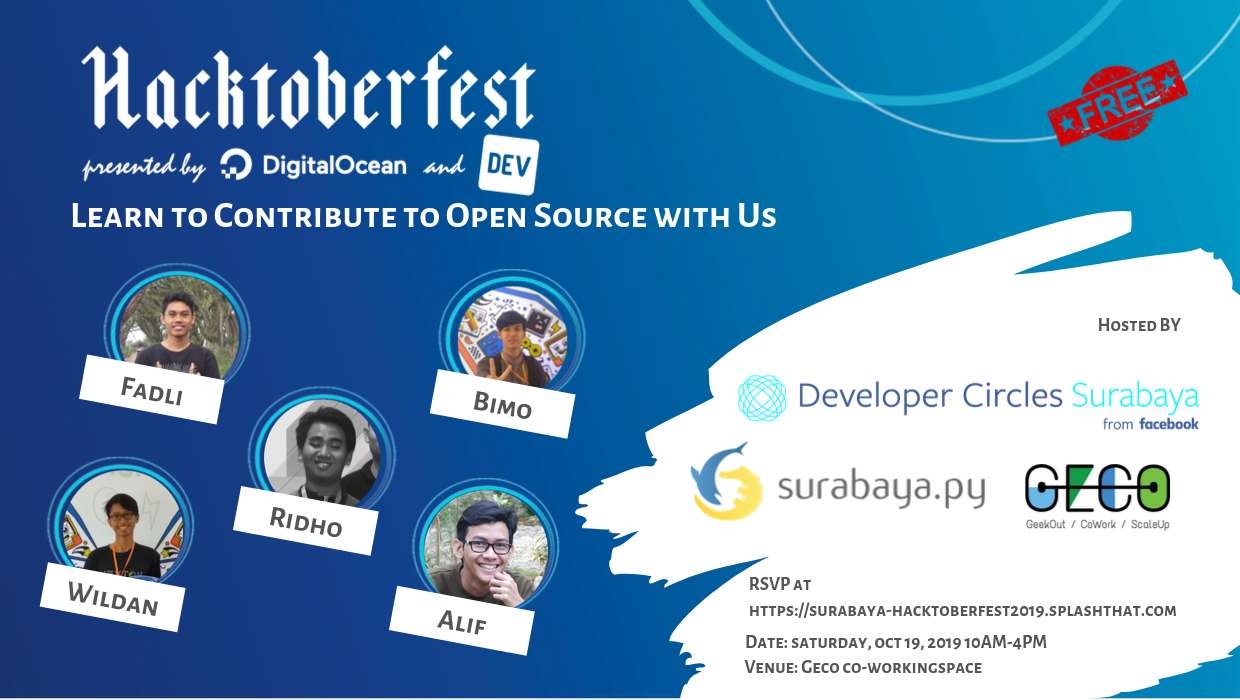 Hacktoberfest
presented by DigitalOcean and DEV
FREE
Learn to Contribute to Open Source with Us
Fadli
Bimo
Ridho
Wildan
Alif
Hosted BY
Developer Circles Surabaya
from facebook
surabaya.py
GECO
GeekOut / CoWork / ScaleUp
RSVP at
https://surabaya-hacktoberfest2019.splashthat.com
Date: saturday, oct 19, 2019 10AM-4PM
Venue: Geco co-workingspace